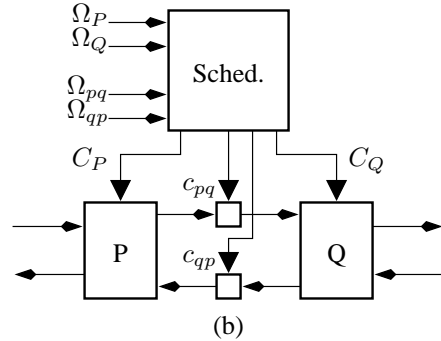 Ω_P
Ω_Q
Sched.
Ω_pq
Ω_qp
C_P
C_Q
c_pq
P
Q
c_qp
(b)